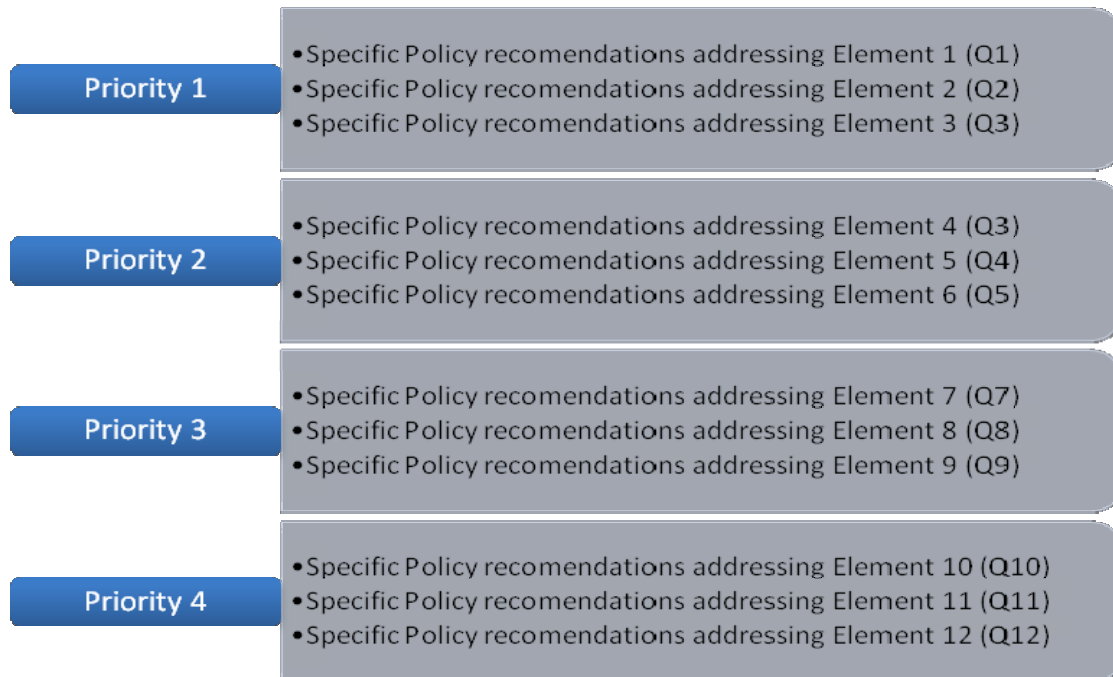 Priority 1
•Specific Policy recomendations addressing Element 1 (Q1)
•Specific Policy recomendations addressing Element 2 (Q2)
•Specific Policy recomendations addressing Element 3 (Q3)
Priority 2
•Specific Policy recomendations addressing Element 4 (Q3)
•Specific Policy recomendations addressing Element 5 (Q4)
•Specific Policy recomendations addressing Element 6 (Q5)
Priority 3
•Specific Policy recomendations addressing Element 7 (Q7)
•Specific Policy recomendations addressing Element 8 (Q8)
•Specific Policy recomendations addressing Element 9 (Q9)
Priority 4
•Specific Policy recomendations addressing Element 10 (Q10)
•Specific Policy recomendations addressing Element 11 (Q11)
•Specific Policy recomendations addressing Element 12 (Q12)